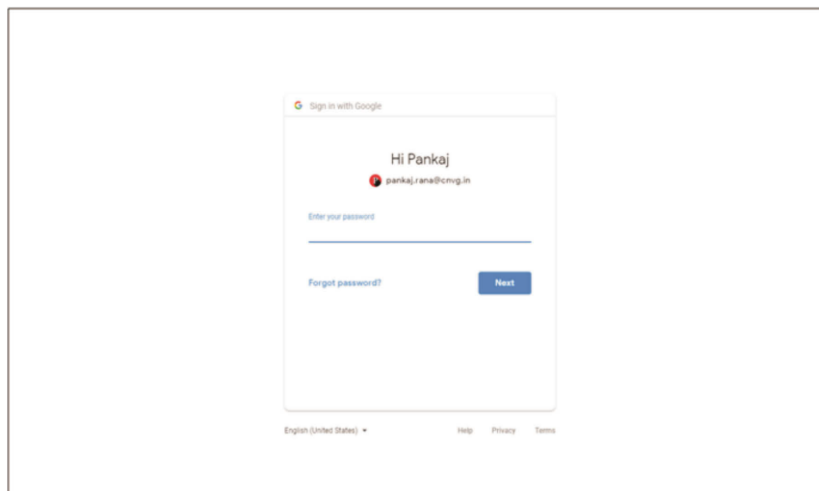 Sign in with Google
Hi Pankaj
pankaj.rana@cnvg.in
Enter your password
Forgot password? Next
English (United States) Help Privacy Terms